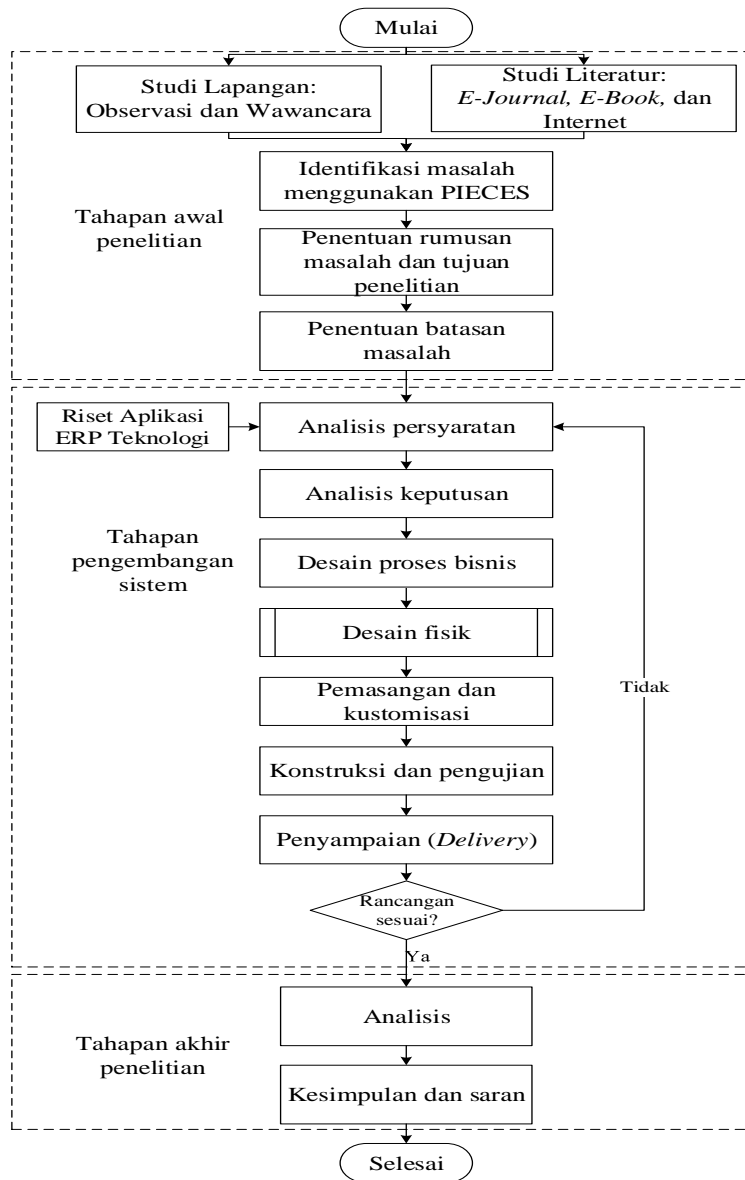 Mulai
Studi Lapangan:
Observasi dan Wawancara
Studi Literatur:
E-Journal, E-Book, dan
Internet
Identifikasi masalah
menggunakan PIECES
Tahapan awal
penelitian
Penentuan rumusan
masalah dan tujuan
penelitian
Penentuan batasan
masalah
Riset Aplikasi
ERP Teknologi
Analisis persyaratan
Analisis keputusan
Tahapan
pengembangan
sistem
Desain proses bisnis
Desain fisik
Pemasangan dan
kustomisasi
Tidak
Konstruksi dan pengujian
Penyampaian (Delivery)
Rancangan
sesuai?
Ya
Analisis
Tahapan akhir
penelitian
Kesimpulan dan saran
Selesai